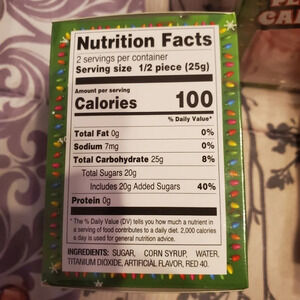 Nutrition Facts
2 servings per container
Serving size 1/2 piece (25g)
Amount per serving
Calories 100
% Daily Value*
Total Fat 0g 0%
Sodium 7mg 0%
Total Carbohydrate 25g 8%
Total Sugars 20g
Includes 20g Added Sugars 40%
Protein 0g
* The % Daily Value (DV) tells you how much a nutrient in
a serving of food contributes to a daily diet. 2,000 calories
a day is used for general nutrition advice.
INGREDIENTS: SUGAR, CORN SYRUP, WATER,
TITANIUM DIOXIDE, ARTIFICIAL FLAVOR, RED 40.